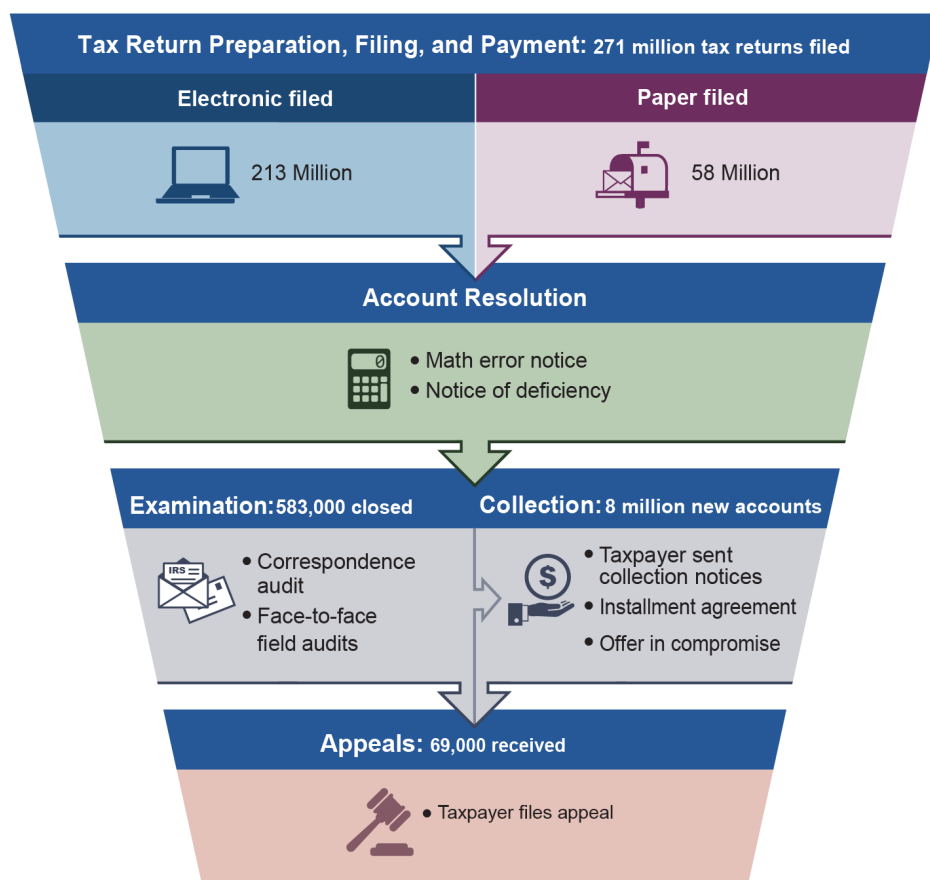 Tax Return Preparation, Filing, and Payment: 271 million tax returns filed
Electronic filed
Paper filed
213 Million
58 Million
Account Resolution
0
• Math error notice
• Notice of deficiency
Examination: 583,000 closed
Collection: 8 million new accounts
IRS
• Correspondence
audit
• Face-to-face
field audits
$
• Taxpayer sent
collection notices
• Installment agreement
• Offer in compromise
Appeals: 69,000 received
• Taxpayer files appeal